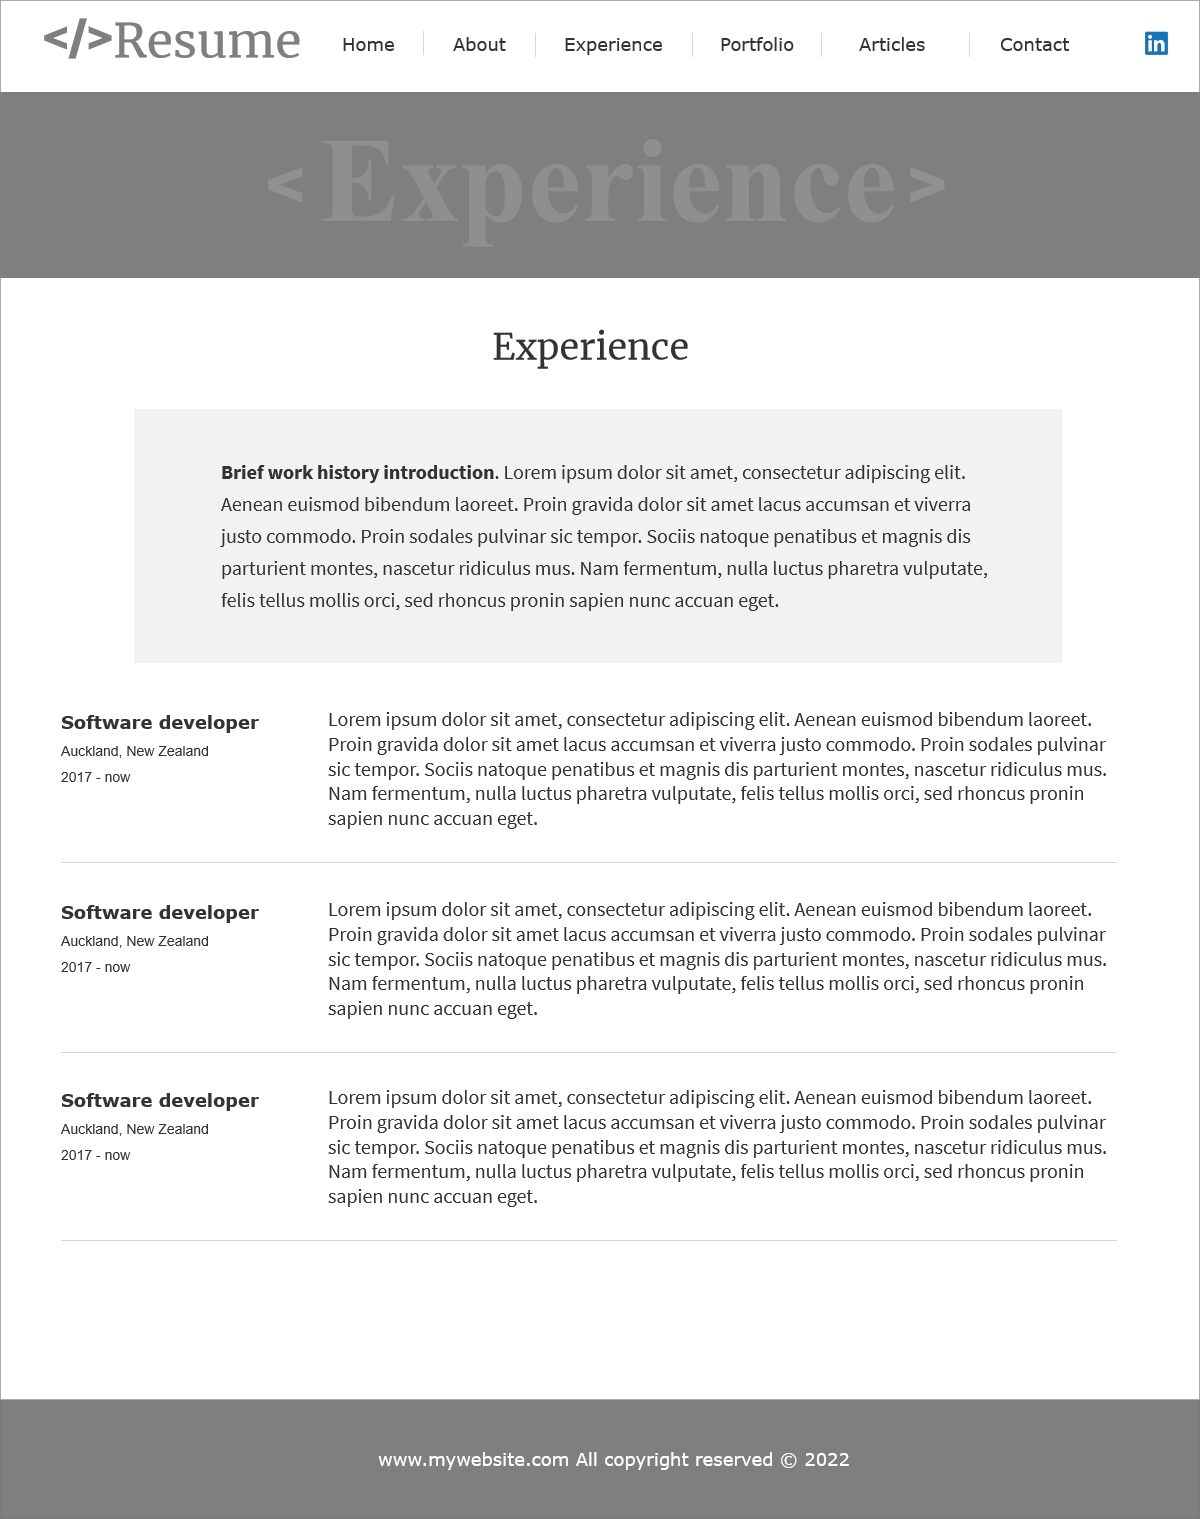 </>Resume
Home About Experience Portfolio Articles Contact in
<Experience>
Experience
Brief work history introduction. Lorem ipsum dolor sit amet, consectetur adipiscing elit.
Aenean euismod bibendum laoreet. Proin gravida dolor sit amet lacus accumsan et viverra
justo commodo. Proin sodales pulvinar sic tempor. Sociis natoque penatibus et magnis dis
parturient montes, nascetur ridiculus mus. Nam fermentum, nulla luctus pharetra vulputate,
felis tellus mollis orci, sed rhoncus pronin sapien nunc accuan eget.
Software developer
Auckland, New Zealand
2017 - now
Lorem ipsum dolor sit amet, consectetur adipiscing elit. Aenean euismod bibendum laoreet.
Proin gravida dolor sit amet lacus accumsan et viverra justo commodo. Proin sodales pulvinar
sic tempor. Sociis natoque penatibus et magnis dis parturient montes, nascetur ridiculus mus.
Nam fermentum, nulla luctus pharetra vulputate, felis tellus mollis orci, sed rhoncus pronin
sapien nunc accuan eget.
Software developer
Auckland, New Zealand
2017 - now
Lorem ipsum dolor sit amet, consectetur adipiscing elit. Aenean euismod bibendum laoreet.
Proin gravida dolor sit amet lacus accumsan et viverra justo commodo. Proin sodales pulvinar
sic tempor. Sociis natoque penatibus et magnis dis parturient montes, nascetur ridiculus mus.
Nam fermentum, nulla luctus pharetra vulputate, felis tellus mollis orci, sed rhoncus pronin
sapien nunc accuan eget.
Software developer
Auckland, New Zealand
2017 - now
Lorem ipsum dolor sit amet, consectetur adipiscing elit. Aenean euismod bibendum laoreet.
Proin gravida dolor sit amet lacus accumsan et viverra justo commodo. Proin sodales pulvinar
sic tempor. Sociis natoque penatibus et magnis dis parturient montes, nascetur ridiculus mus.
Nam fermentum, nulla luctus pharetra vulputate, felis tellus mollis orci, sed rhoncus pronin
sapien nunc accuan eget.
www.mywebsite.com All copyright reserved © 2022